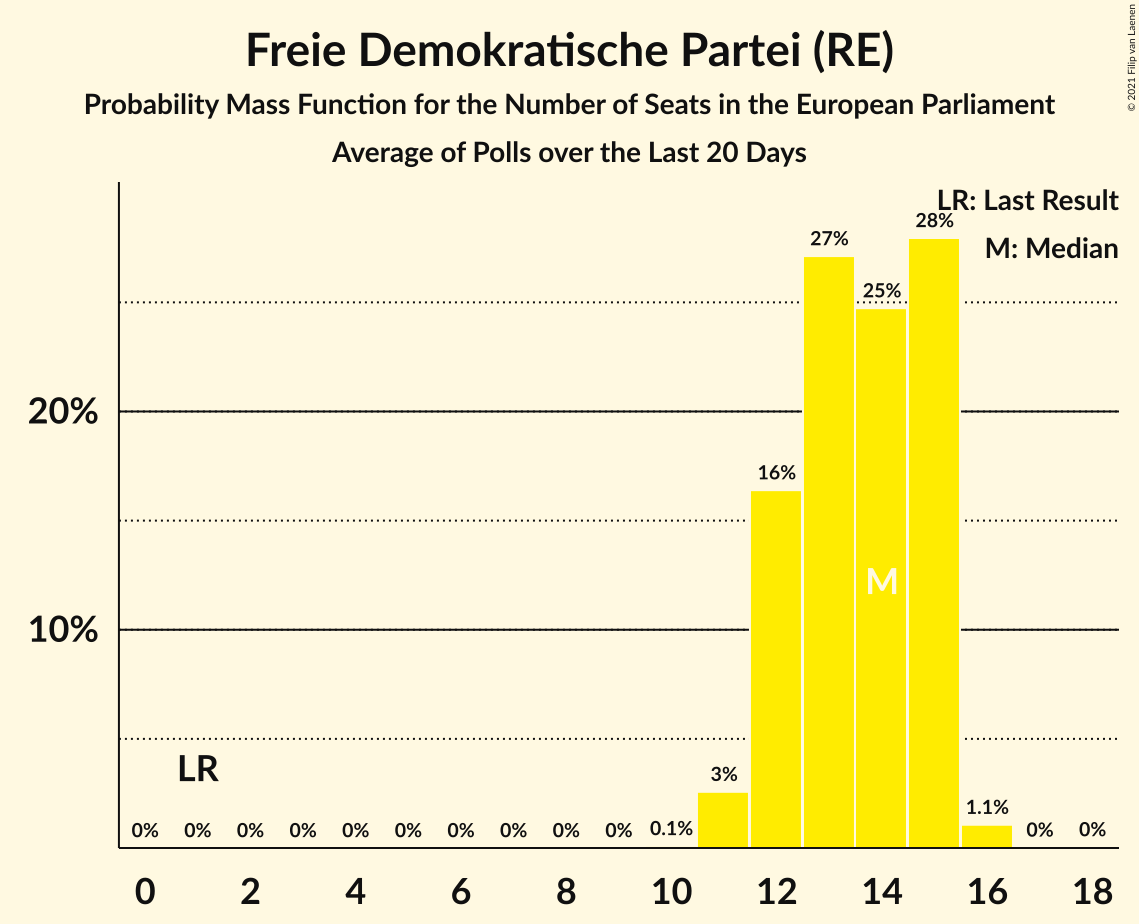 Freie Demokratische Partei (RE)
Probability Mass Function for the Number of Seats in the European Parliament
Average of Polls over the Last 20 Days
© 2021 Filip van Laenen
LR: Last Result
M: Median
28%
27%
25%
20%
16%
M
10%
LR
3%
1.1%
0% 0% 0% 0% 0% 0% 0% 0% 0% 0% 0.1% 0% 0%
0 2 4 6 8 10 12 14 16 18